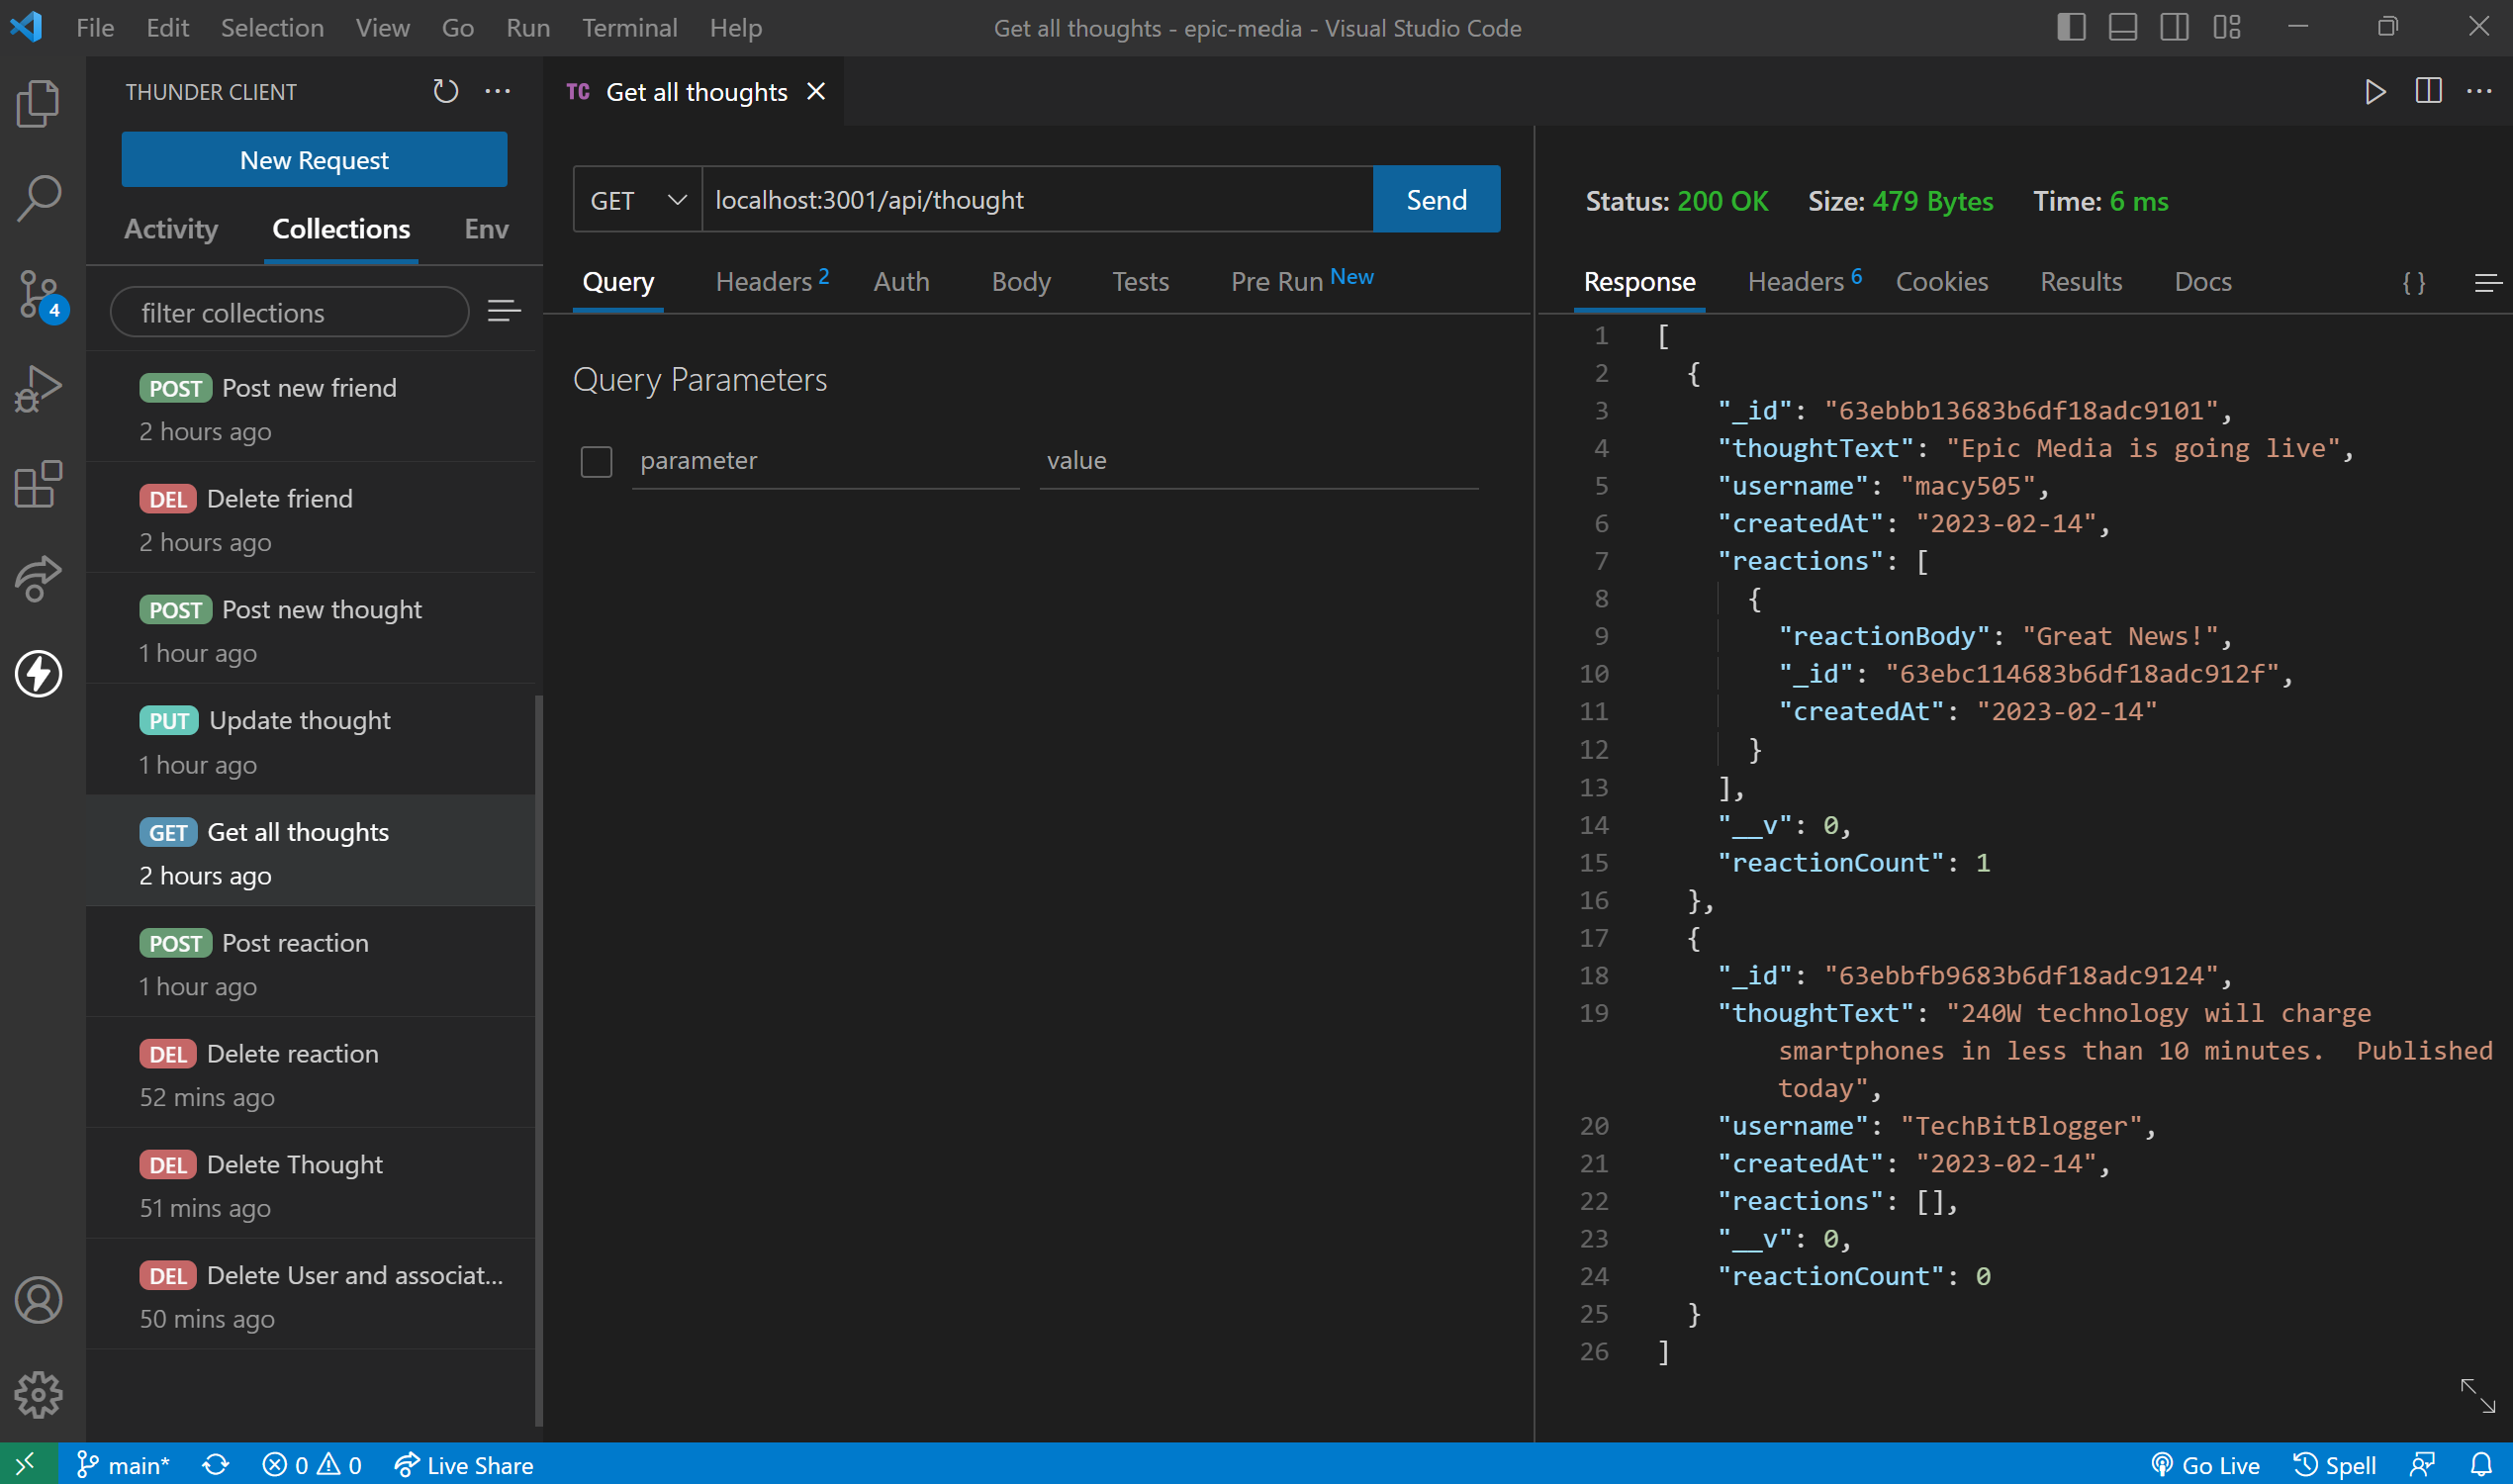 File Edit Selection View Go Run Terminal Help
Get all thoughts - epic-media - Visual Studio Code
THUNDER CLIENT
New Request
Activity Collections Env
filter collections
POST Post new friend
2 hours ago
DEL Delete friend
2 hours ago
POST Post new thought
1 hour ago
PUT Update thought
1 hour ago
GET Get all thoughts
2 hours ago
POST Post reaction
1 hour ago
DEL Delete reaction
52 mins ago
DEL Delete Thought
51 mins ago
DEL Delete User and associat...
50 mins ago
4
TC Get all thoughts
GET localhost:3001/api/thought Send
Query Headers 2 Auth Body Tests Pre Run New
Query Parameters
parameter value
Status: 200 OK Size: 479 Bytes Time: 6 ms
Response Headers 6 Cookies Results Docs { }
1 [
2 {
3 "_id": "63ebbb13683b6df18adc9101",
4 "thoughtText": "Epic Media is going live",
5 "username": "macy505",
6 "createdAt": "2023-02-14",
7 "reactions": [
8 {
9 "reactionBody": "Great News!",
10 "_id": "63ebc114683b6df18adc912f",
11 "createdAt": "2023-02-14"
12 }
13 ],
14 "__v": 0,
15 "reactionCount": 1
16 },
17 {
18 "_id": "63ebbfb9683b6df18adc9124",
19 "thoughtText": "240W technology will charge
smartphones in less than 10 minutes.  Published
today",
20 "username": "TechBitBlogger",
21 "createdAt": "2023-02-14",
22 "reactions": [],
23 "__v": 0,
24 "reactionCount": 0
25 }
26 ]
main* 0 0 Live Share Go Live Spell